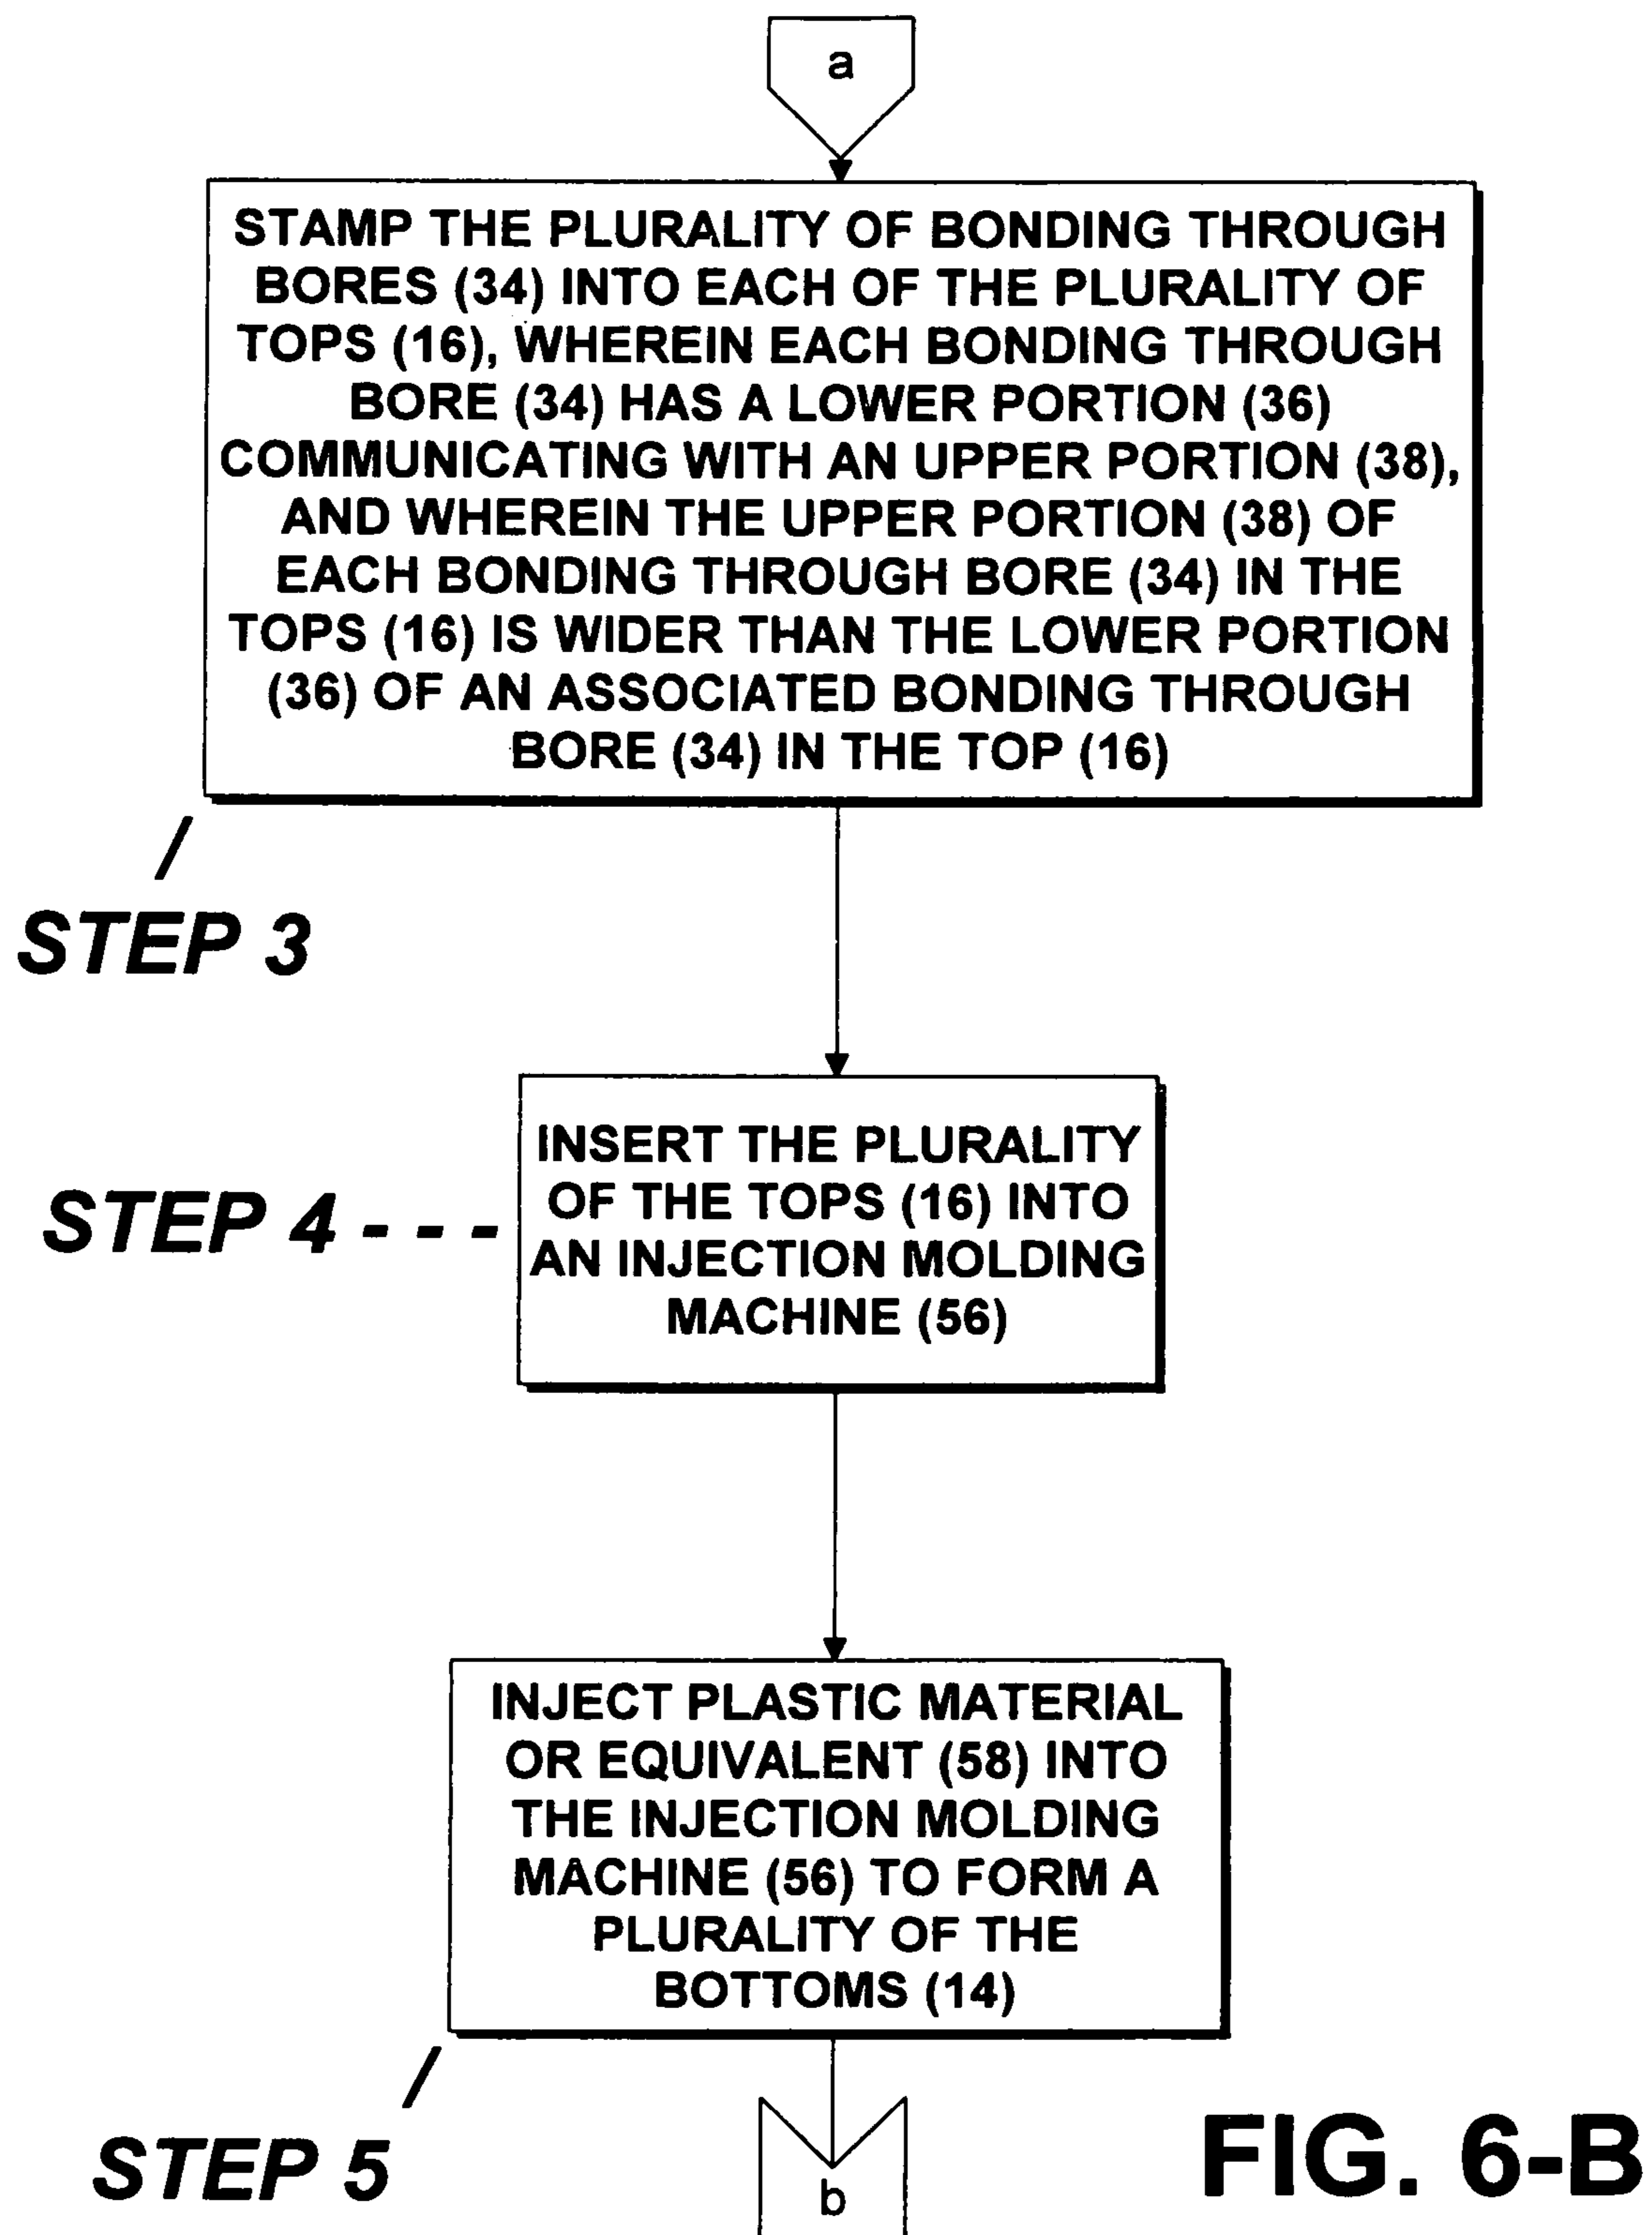 a
STAMP THE PLURALITY OF BONDING THROUGH
BORES (34) INTO EACH OF THE PLURALITY OF
TOPS (16), WHEREIN EACH BONDING THROUGH
BORE (34) HAS A LOWER PORTION (36)
COMMUNICATING WITH AN UPPER PORTION (38),
AND WHEREIN THE UPPER PORTION (38) OF
EACH BONDING THROUGH BORE (34) IN THE
TOPS (16) IS WIDER THAN THE LOWER PORTION
(36) OF AN ASSOCIATED BONDING THROUGH
BORE (34) IN THE TOP (16)
STEP 3
INSERT THE PLURALITY
OF THE TOPS (16) INTO
AN INJECTION MOLDING
MACHINE (56)
STEP 4 - - -
INJECT PLASTIC MATERIAL
OR EQUIVALENT (58) INTO
THE INJECTION MOLDING
MACHINE (56) TO FORM A
PLURALITY OF THE
BOTTOMS (14)
STEP 5
b
FIG. 6-B